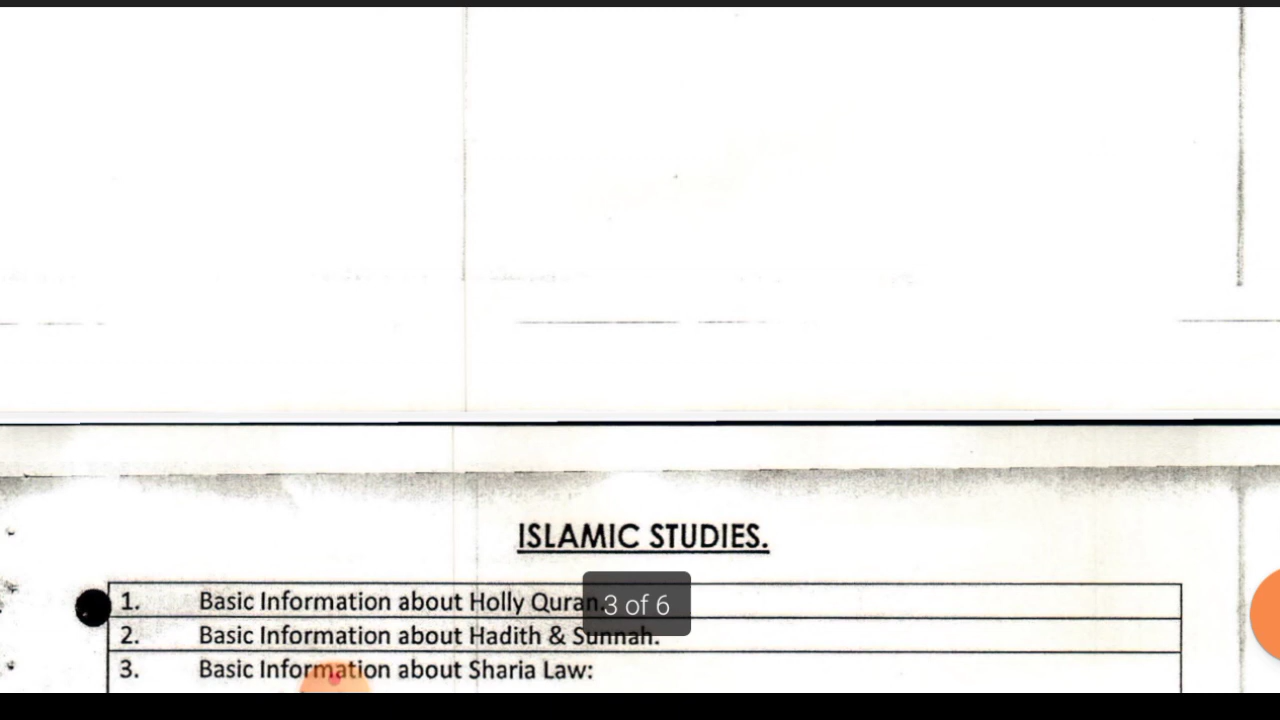 ISLAMIC STUDIES.
1. Basic Information about Holly Quran.
3 of 6
2. Basic Information about Hadith & Sunnah.
3. Basic Information about Sharia Law: